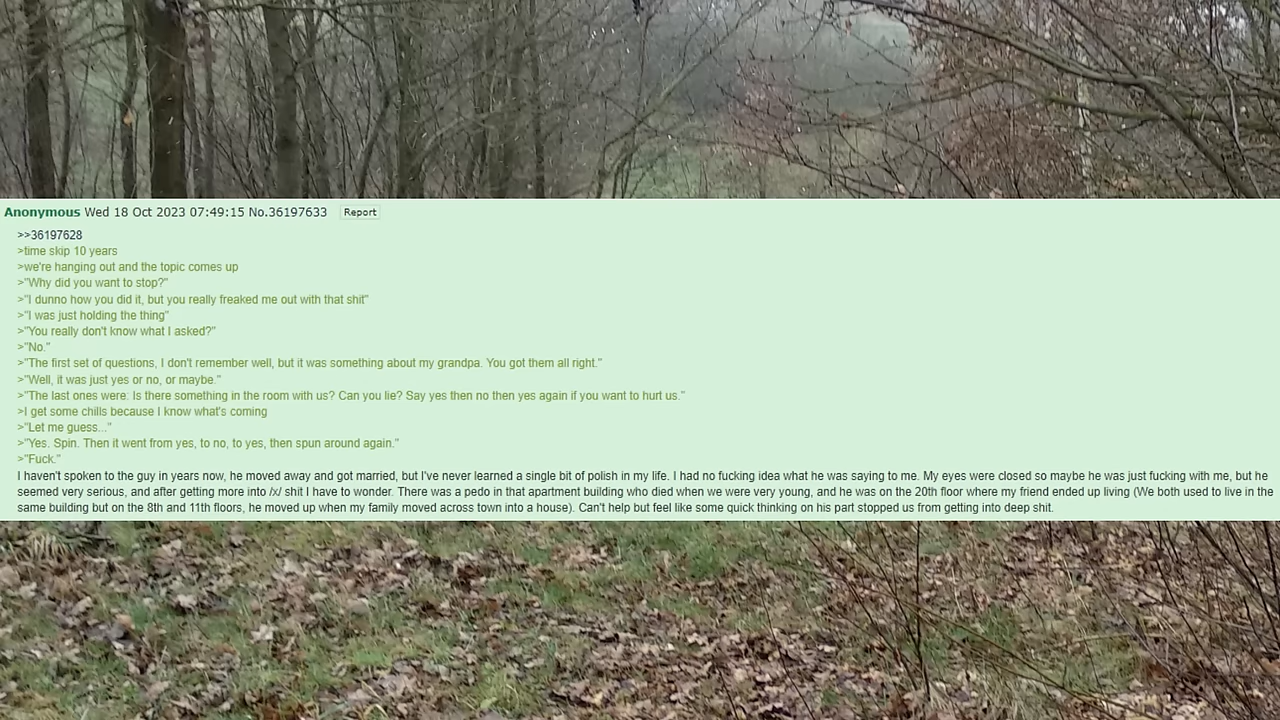 Anonymous Wed 18 Oct 2023 07:49:15 No.36197633 Report
>>36197628
>time skip 10 years
>we're hanging out and the topic comes up
>"Why did you want to stop?"
>"I dunno how you did it, but you really freaked me out with that shit"
>"I was just holding the thing"
>"You really don't know what I asked?"
>"No."
>"The first set of questions, I don't remember well, but it was something about my grandpa. You got them all right."
>"Well, it was just yes or no, or maybe."
>"The last ones were: Is there something in the room with us? Can you lie? Say yes then no then yes again if you want to hurt us."
>I get some chills because I know what's coming
>"Let me guess..."
>"Yes. Spin. Then it went from yes, to no, to yes, then spun around again."
>"Fuck."
I haven't spoken to the guy in years now, he moved away and got married, but I've never learned a single bit of polish in my life. I had no fucking idea what he was saying to me. My eyes were closed so maybe he was just fucking with me, but he
seemed very serious, and after getting more into /x/ shit I have to wonder. There was a pedo in that apartment building who died when we were very young, and he was on the 20th floor where my friend ended up living (We both used to live in the
same building but on the 8th and 11th floors, he moved up when my family moved across town into a house). Can't help but feel like some quick thinking on his part stopped us from getting into deep shit.